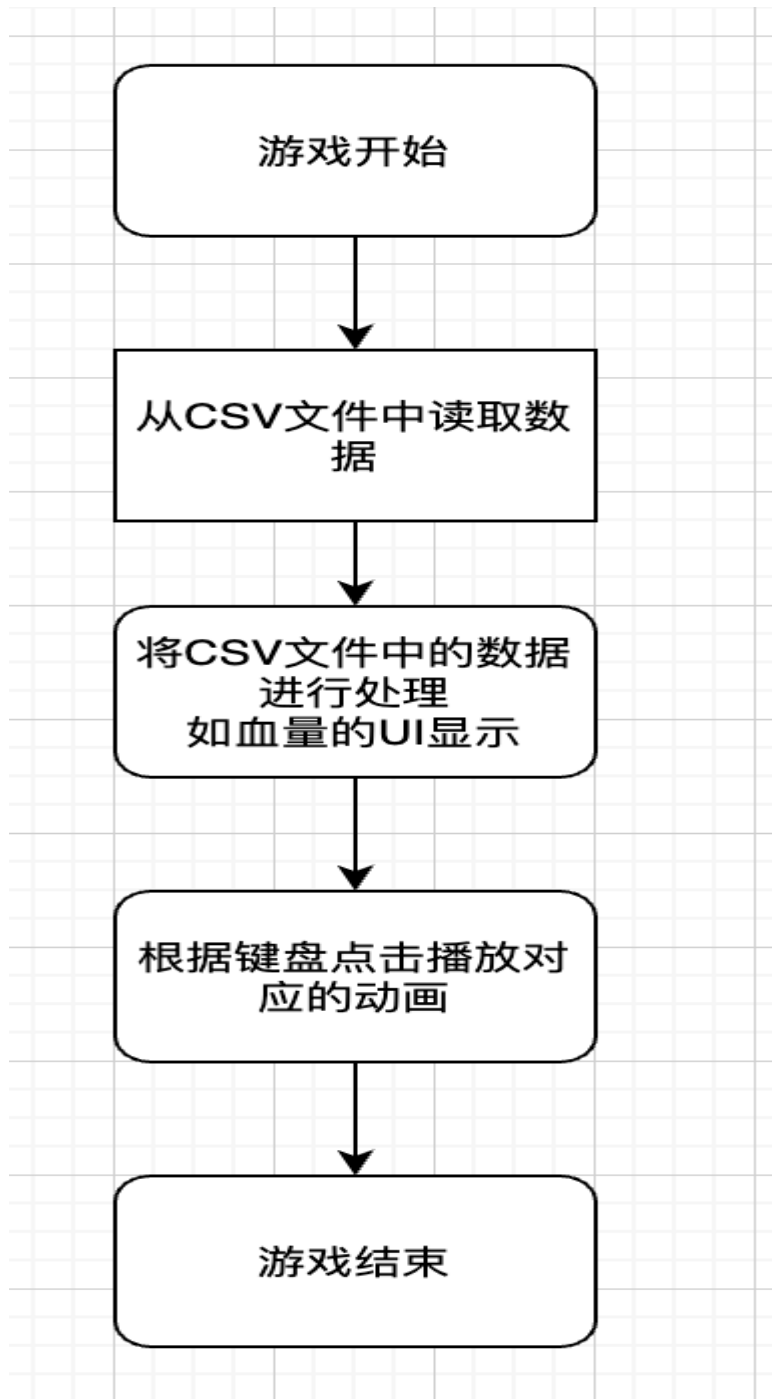 游戏开始
从CSV文件中读取数
据
将CSV文件中的数据
进行处理
如血量的UI显示
根据键盘点击播放对
应的动画
游戏结束